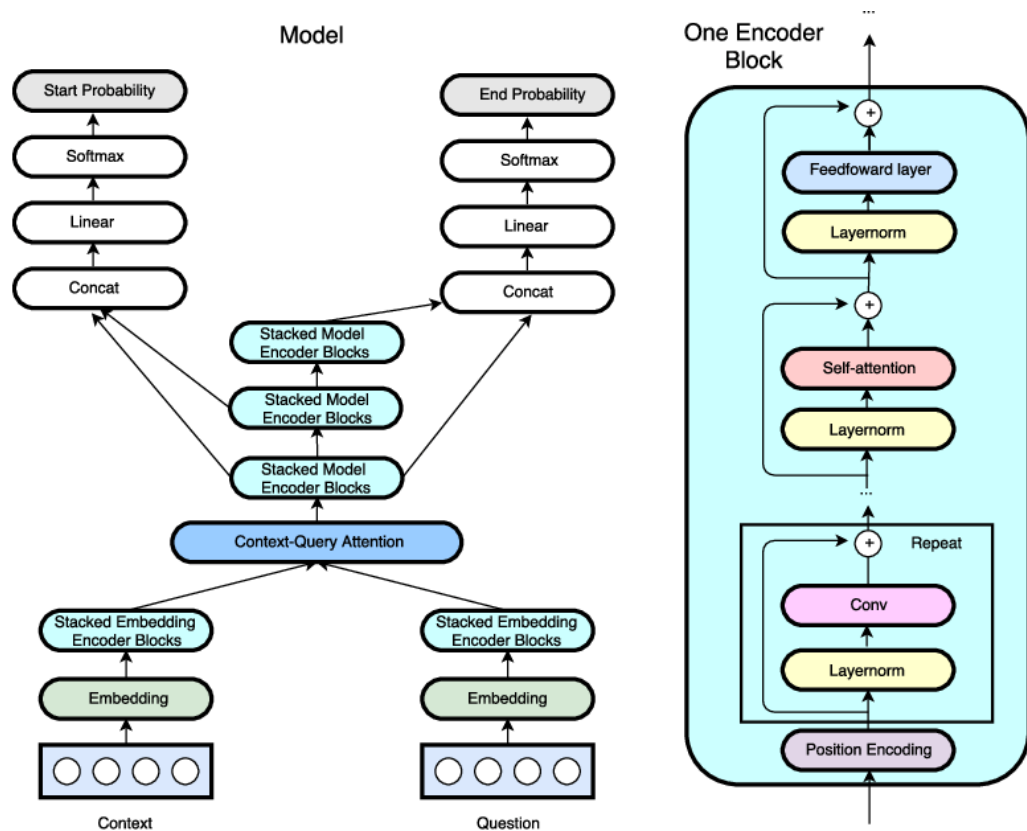 Model
Start Probability
Softmax
Linear
Concat
End Probability
Softmax
Linear
Concat
Stacked Model
Encoder Blocks
Stacked Model
Encoder Blocks
Stacked Model
Encoder Blocks
Context-Query Attention
Stacked Embedding
Encoder Blocks
Stacked Embedding
Encoder Blocks
Embedding
Embedding
Context
Question
One Encoder
Block
...
+
Feedfoward layer
Layernorm
+
Self-attention
Layernorm
...
+
Repeat
Conv
Layernorm
Position Encoding